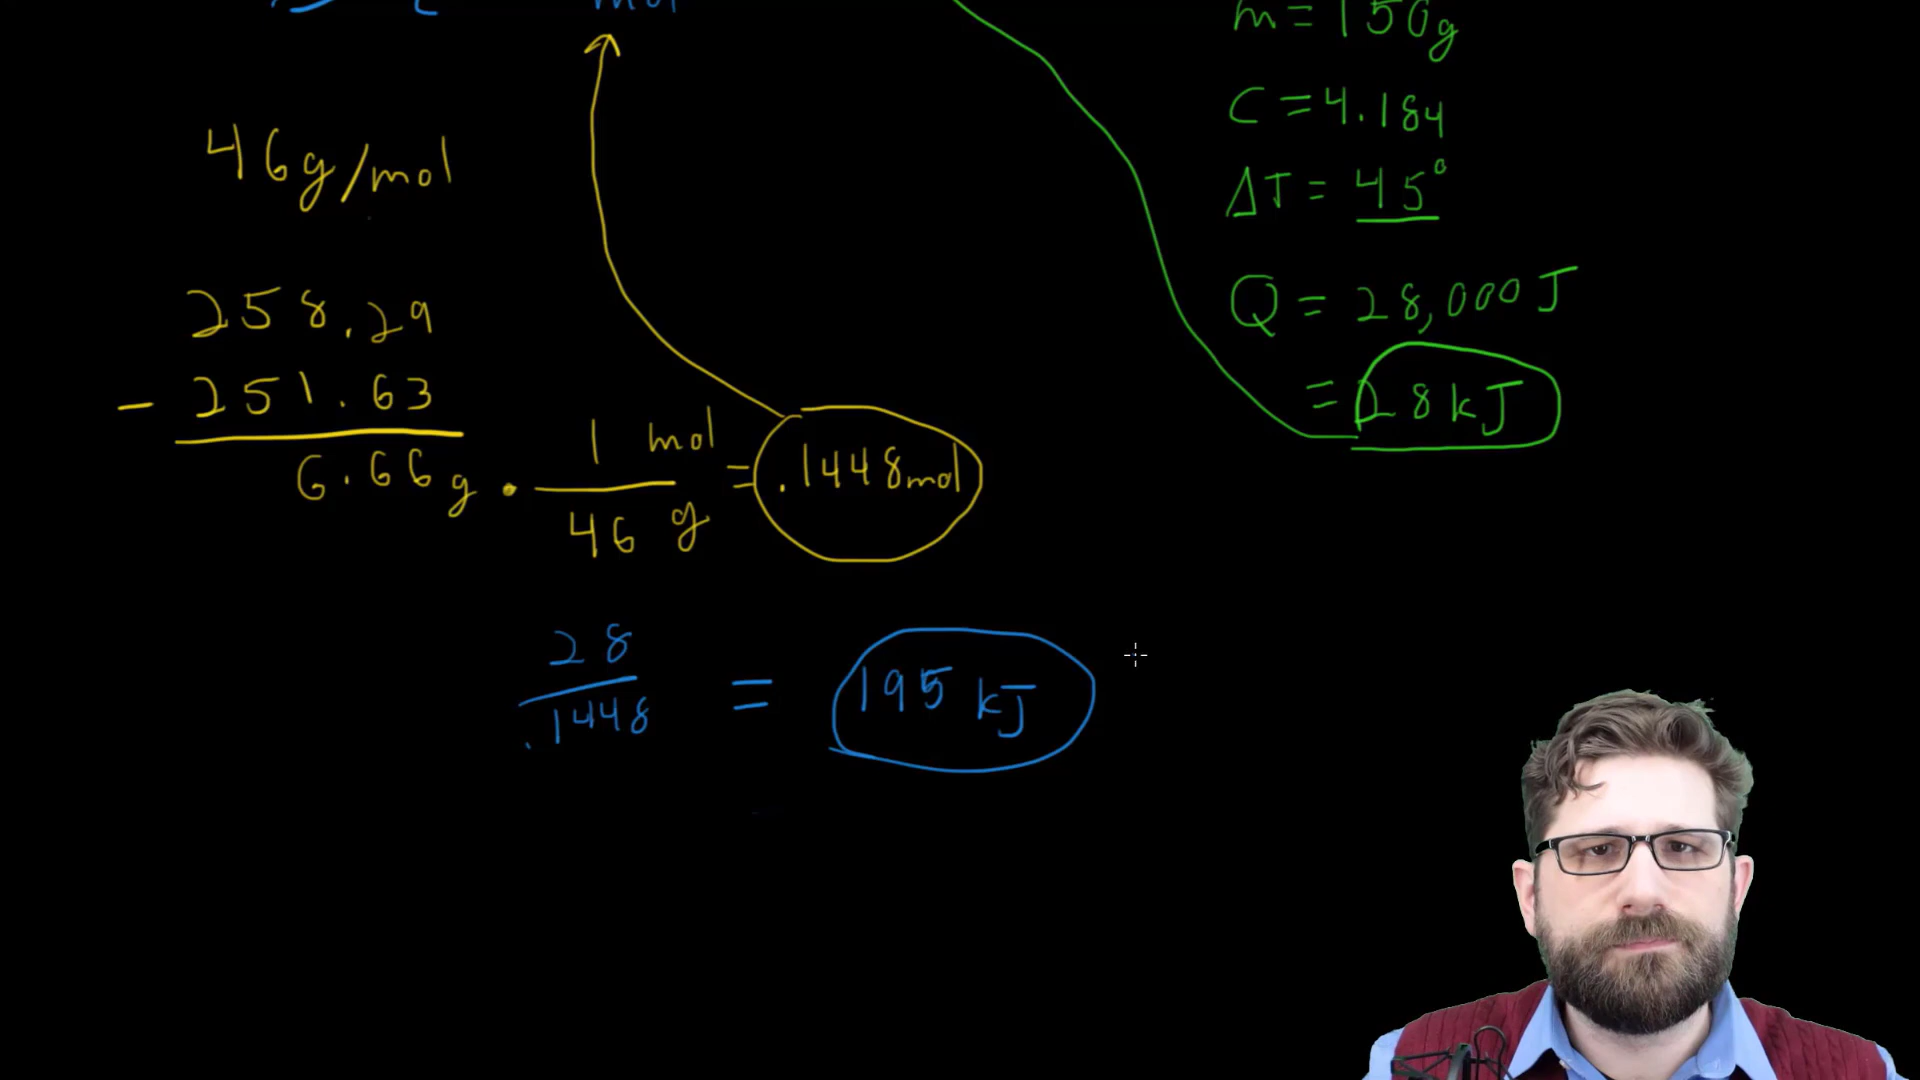 mol
46g/mol
258.29
- 251.63
6.66g · 1 mol
46 g
= .1448mol
m = 150g
C = 4.184
ΔT = 45°
Q = 28,000 J
= 28 kJ
28
.1448
= 195 kJ